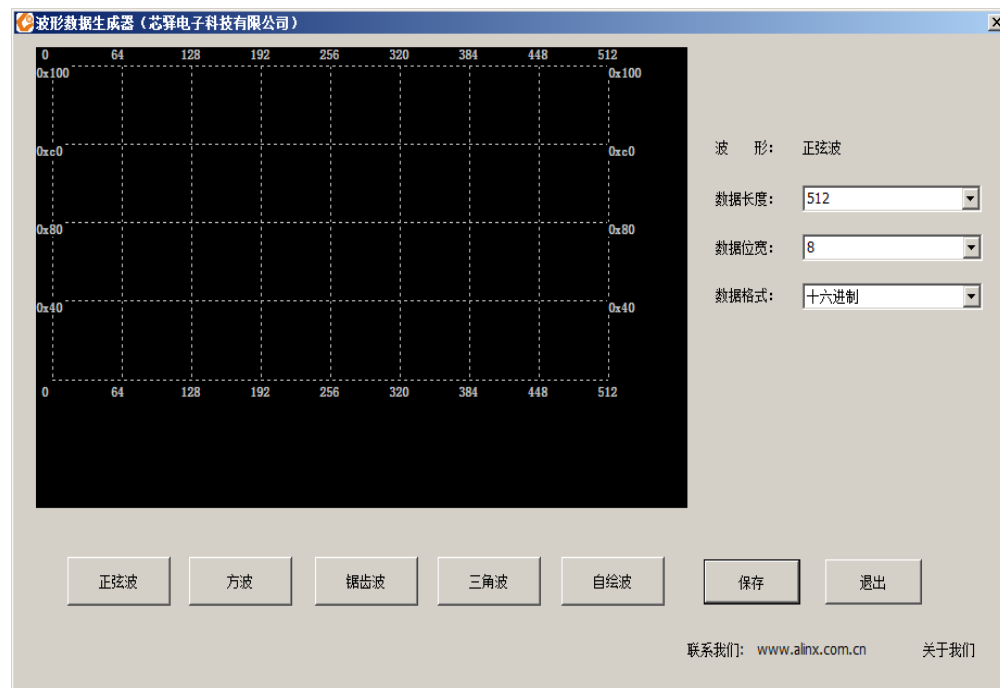 波形数据生成器（芯驿电子科技有限公司）
0 64 128 192 256 320 384 448 512
0x100 0x100
0xc0 0xc0
0x80 0x80
0x40 0x40
0 64 128 192 256 320 384 448 512
波 形： 正弦波
数据长度： 512
数据位宽： 8
数据格式： 十六进制
正弦波 方波 锯齿波 三角波 自绘波 保存 退出
联系我们: www.alinx.com.cn 关于我们